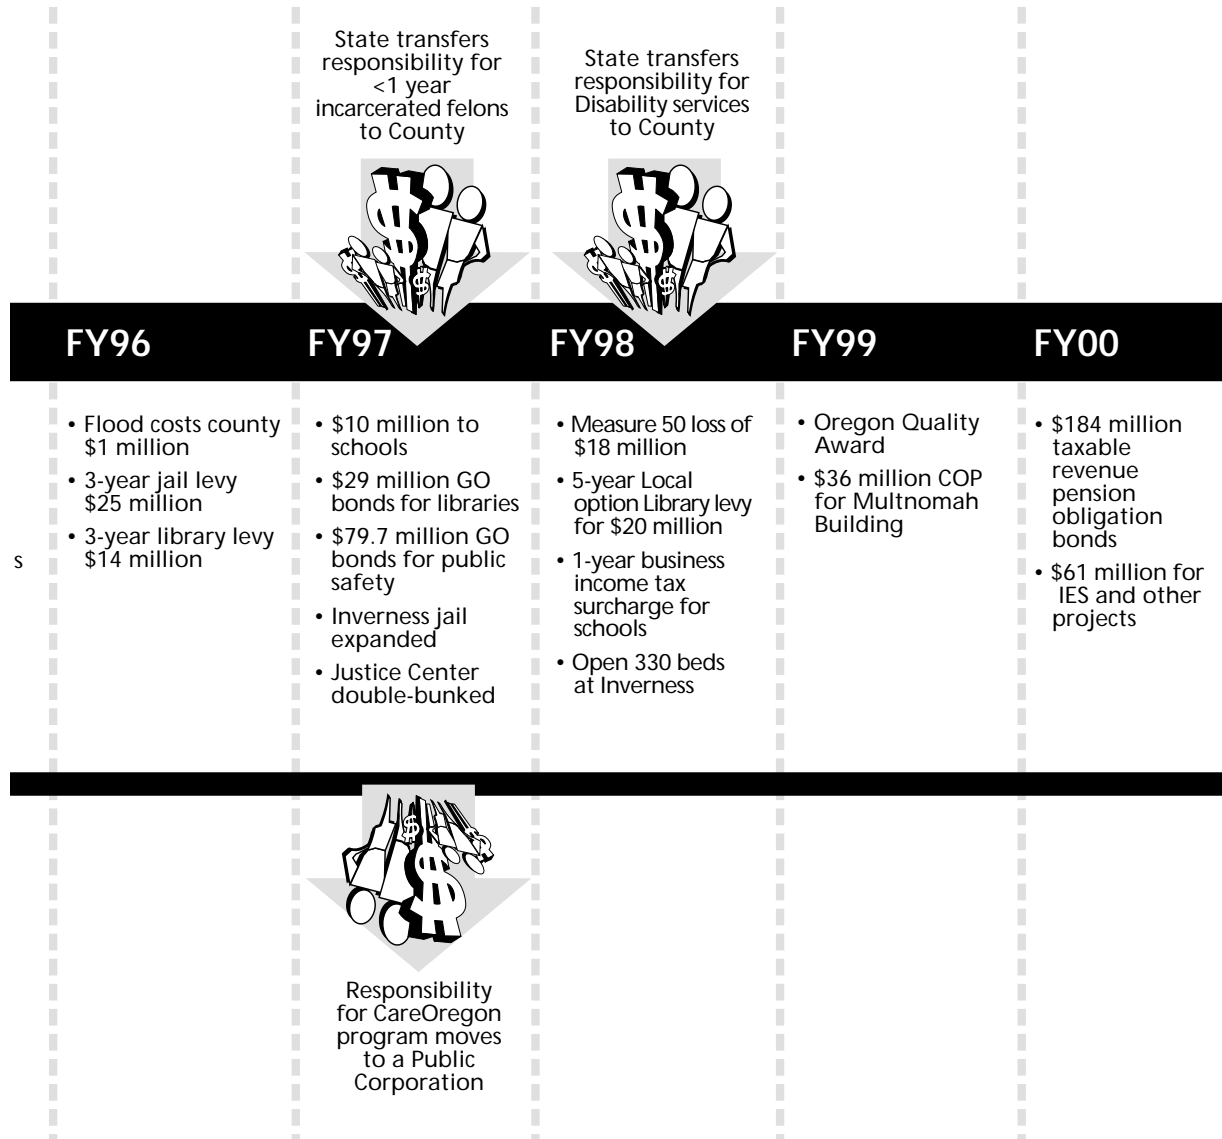 State transfers
responsibility for
<1 year
incarcerated felons
to County
State transfers
responsibility for
Disability services
to County
$
$
$
$
$
$
FY96
FY97
FY98
FY99
FY00
s
• Flood costs county
$1 million
• 3-year jail levy
$25 million
• 3-year library levy
$14 million
• $10 million to
schools
• $29 million GO
bonds for libraries
• $79.7 million GO
bonds for public
safety
• Inverness jail
expanded
• Justice Center
double-bunked
• Measure 50 loss of
$18 million
• 5-year Local
option Library levy
for $20 million
• 1-year business
income tax
surcharge for
schools
• Open 330 beds
at Inverness
• Oregon Quality
Award
• $36 million COP
for Multnomah
Building
• $184 million
taxable
revenue
pension
obligation
bonds
• $61 million for
IES and other
projects
$
$
$
Responsibility
for CareOregon
program moves
to a Public
Corporation